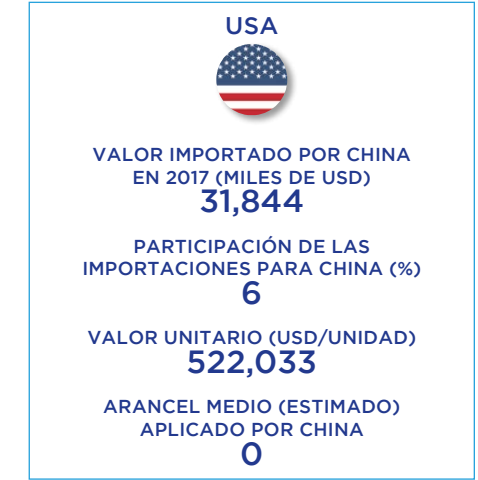 USA
VALOR IMPORTADO POR CHINA
EN 2017 (MILES DE USD)
31,844
PARTICIPACIÓN DE LAS
IMPORTACIONES PARA CHINA (%)
6
VALOR UNITARIO (USD/UNIDAD)
522,033
ARANCEL MEDIO (ESTIMADO)
APLICADO POR CHINA
0